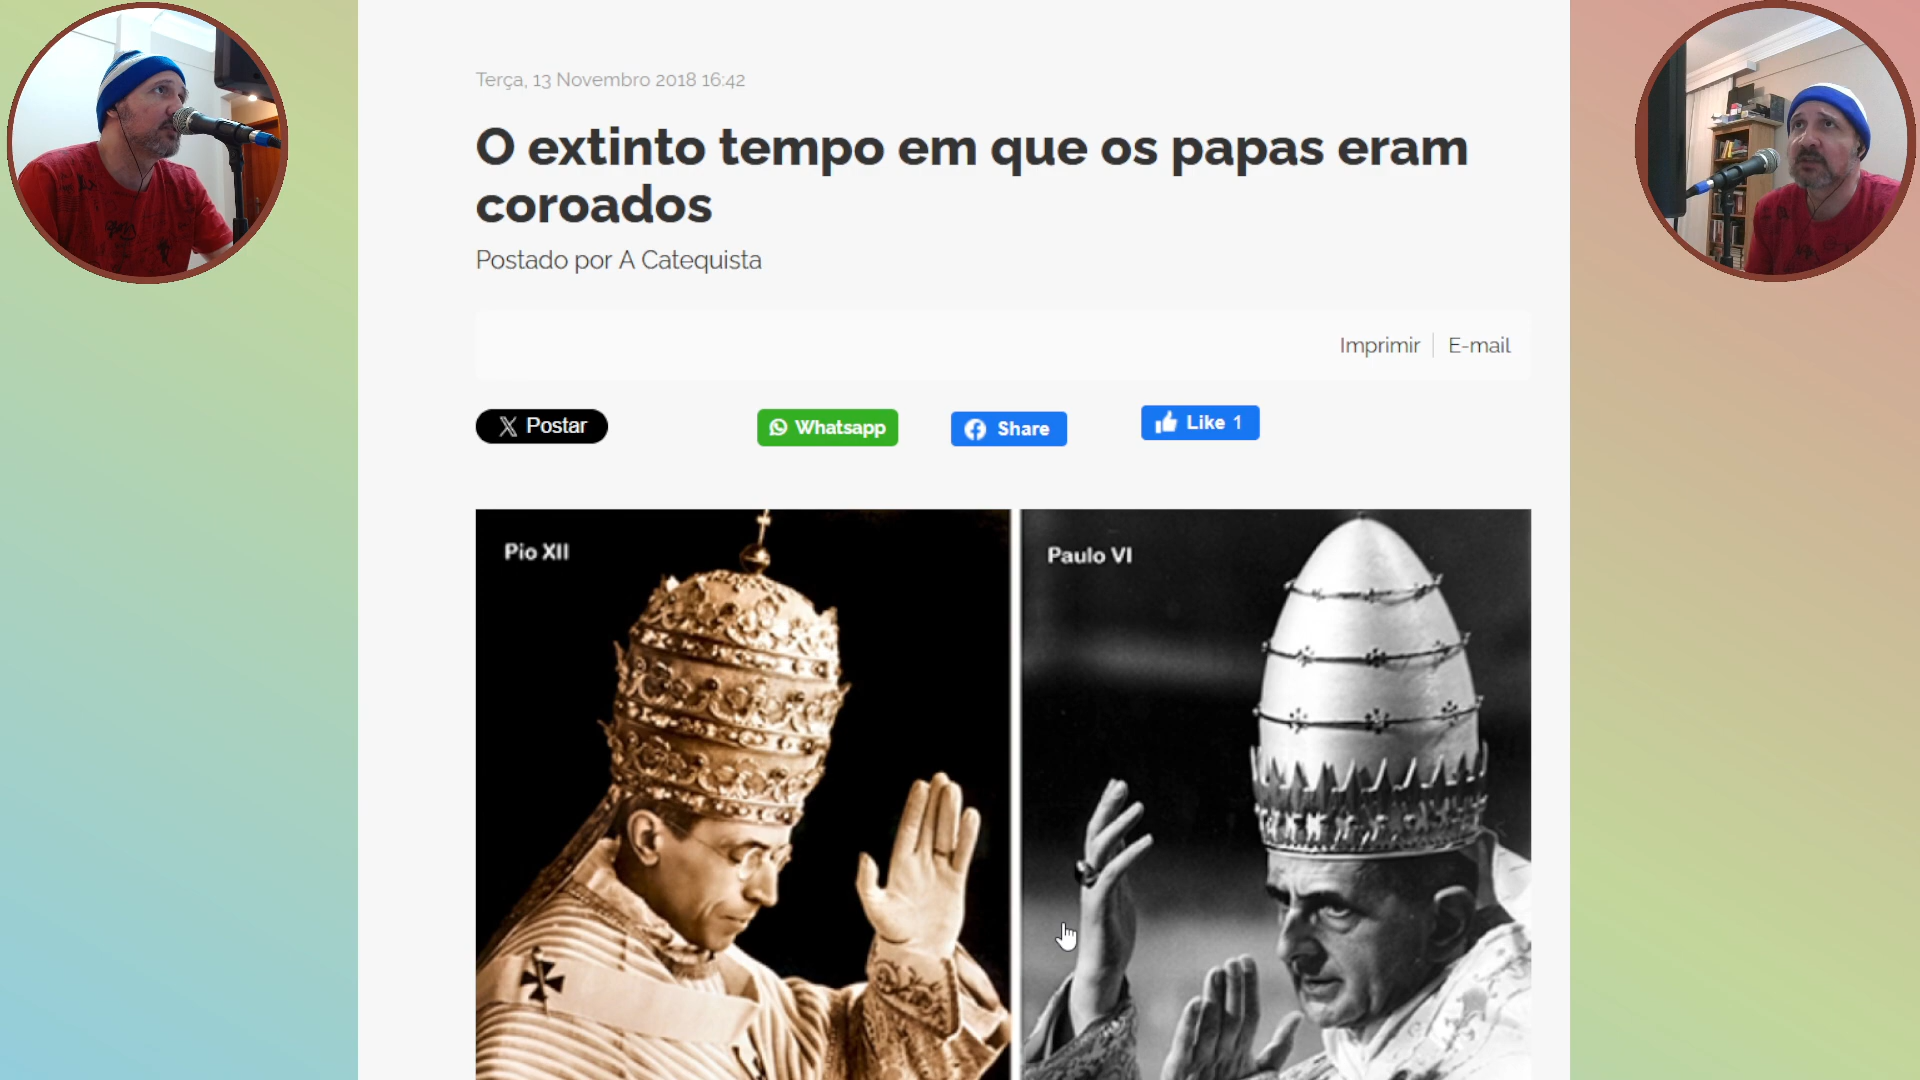 Terça, 13 Novembro 2018 16:42
O extinto tempo em que os papas eram
coroados
Postado por A Catequista
Imprimir
E-mail
Postar
Whatsapp
Share
Like 1
Pio XII
Paulo VI